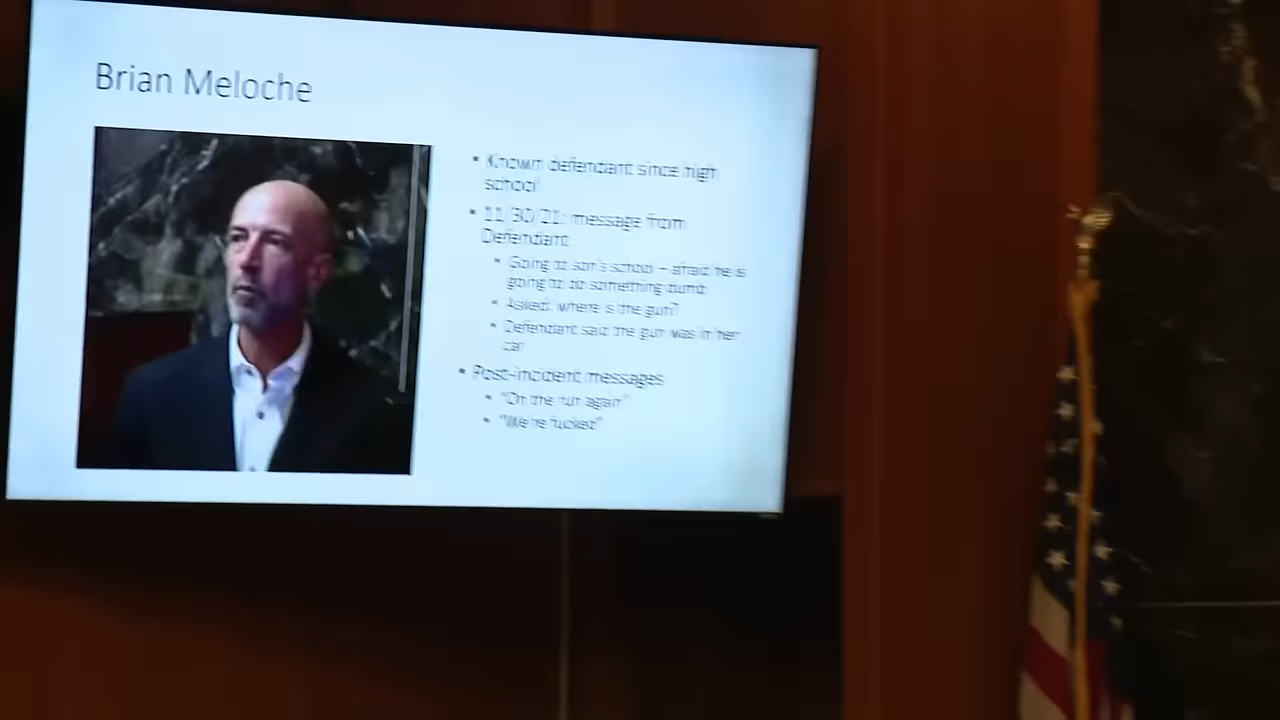 Brian Meloche
• Known defendant since high
school
• 11/30/21: message from
Defendant
• Going to son's school – afraid he is
going to do something dumb
• Asked: where is the gun?
• Defendant said the gun was in her
car
• Post-incident messages
• "On the run again"
• "We're fucked"